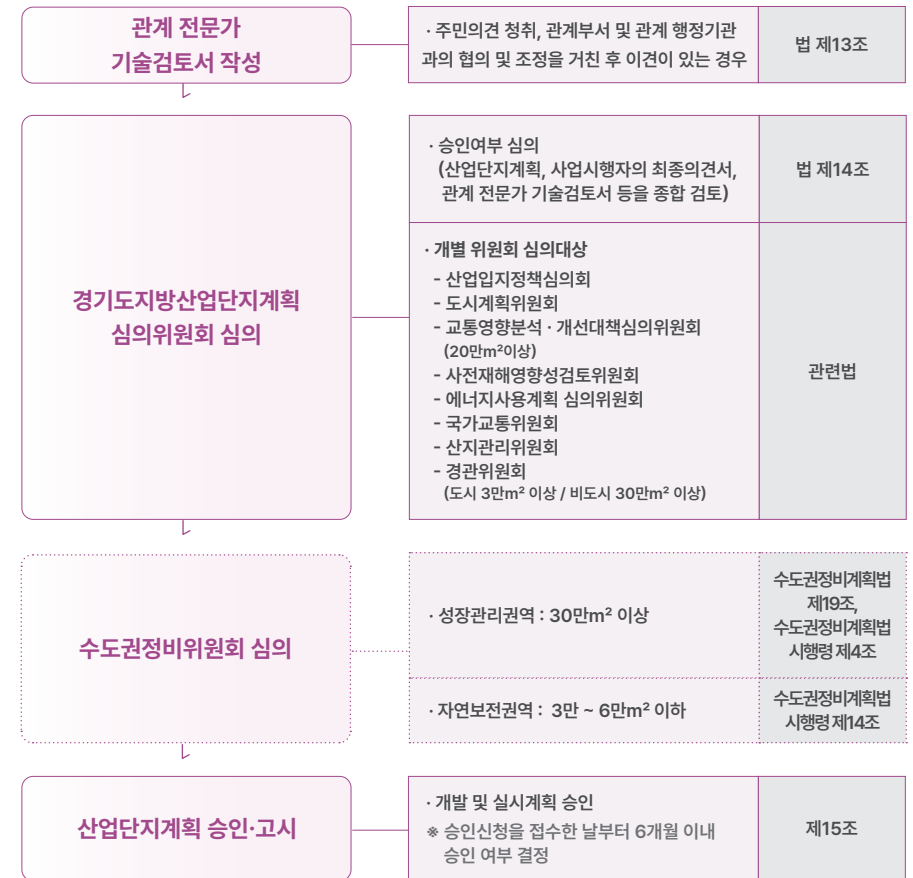 관계 전문가
기술검토서 작성
· 주민의견 청취, 관계부서 및 관계 행정기관
과의 협의 및 조정을 거친 후 이견이 있는 경우
법 제13조
경기도지방산업단지계획
심의위원회 심의
· 승인여부 심의
(산업단지계획, 사업시행자의 최종의견서,
관계 전문가 기술검토서 등을 종합 검토)
법 제14조
· 개별 위원회 심의대상
- 산업입지정책심의회
- 도시계획위원회
- 교통영향분석 · 개선대책심의위원회
(20만m²이상)
- 사전재해영향성검토위원회
- 에너지사용계획 심의위원회
- 국가교통위원회
- 산지관리위원회
- 경관위원회
(도시 3만m² 이상 / 비도시 30만m² 이상)
관련법
수도권정비위원회 심의
· 성장관리권역 : 30만m² 이상
수도권정비계획법
제19조,
수도권정비계획법
시행령 제4조
· 자연보전권역 : 3만 ~ 6만m² 이하
수도권정비계획법
시행령 제14조
산업단지계획 승인·고시
· 개발 및 실시계획 승인
※ 승인신청을 접수한 날부터 6개월 이내
승인 여부 결정
제15조